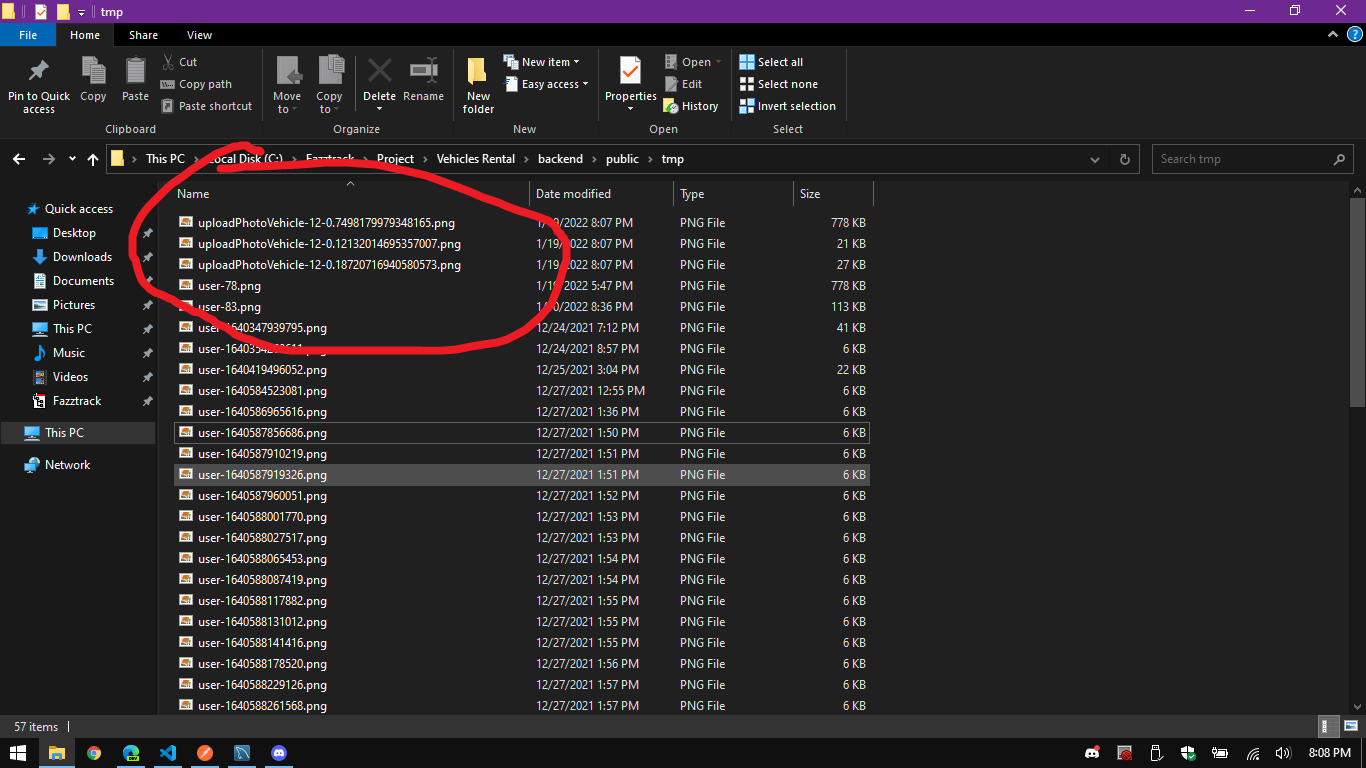 tmp
File Home Share View
Pin to Quick access
Copy
Paste
Cut
Copy path
Paste shortcut
Clipboard
Move to
Copy to
Delete
Rename
Organize
New folder
New item
Easy access
New
Properties
Open
Edit
History
Open
Select all
Select none
Invert selection
Select
This PC Local Disk (C:) Fazztrack Project Vehicles Rental backend public tmp
Search tmp
Quick access
Desktop
Downloads
Documents
Pictures
This PC
Music
Videos
Fazztrack
This PC
Network
Name Date modified Type Size
uploadPhotoVehicle-12-0.7498179979348165.png 1/19/2022 8:07 PM PNG File 778 KB
uploadPhotoVehicle-12-0.12132014695357007.png 1/19/2022 8:07 PM PNG File 21 KB
uploadPhotoVehicle-12-0.18720716940580573.png 1/19/2022 8:07 PM PNG File 27 KB
user-78.png 2022 5:47 PM PNG File 778 KB
user-83.png 2022 8:36 PM PNG File 113 KB
user-1640347939795.png 12/24/2021 7:12 PM PNG File 41 KB
12/24/2021 8:57 PM PNG File 6 KB
user-1640419496052.png 12/25/2021 3:04 PM PNG File 22 KB
user-1640584523081.png 12/27/2021 12:55 PM PNG File 6 KB
user-1640586965616.png 12/27/2021 1:36 PM PNG File 6 KB
user-1640587856686.png 12/27/2021 1:50 PM PNG File 6 KB
user-1640587910219.png 12/27/2021 1:51 PM PNG File 6 KB
user-1640587919326.png 12/27/2021 1:51 PM PNG File 6 KB
user-1640587960051.png 12/27/2021 1:52 PM PNG File 6 KB
user-1640588001770.png 12/27/2021 1:53 PM PNG File 6 KB
user-1640588027517.png 12/27/2021 1:53 PM PNG File 6 KB
user-1640588065453.png 12/27/2021 1:54 PM PNG File 6 KB
user-1640588087419.png 12/27/2021 1:54 PM PNG File 6 KB
user-1640588117882.png 12/27/2021 1:55 PM PNG File 6 KB
user-1640588131012.png 12/27/2021 1:55 PM PNG File 6 KB
user-1640588141416.png 12/27/2021 1:55 PM PNG File 6 KB
user-1640588178520.png 12/27/2021 1:56 PM PNG File 6 KB
user-1640588229126.png 12/27/2021 1:57 PM PNG File 6 KB
user-1640588261568.png 12/27/2021 1:57 PM PNG File 6 KB
57 items
DEV
8:08 PM